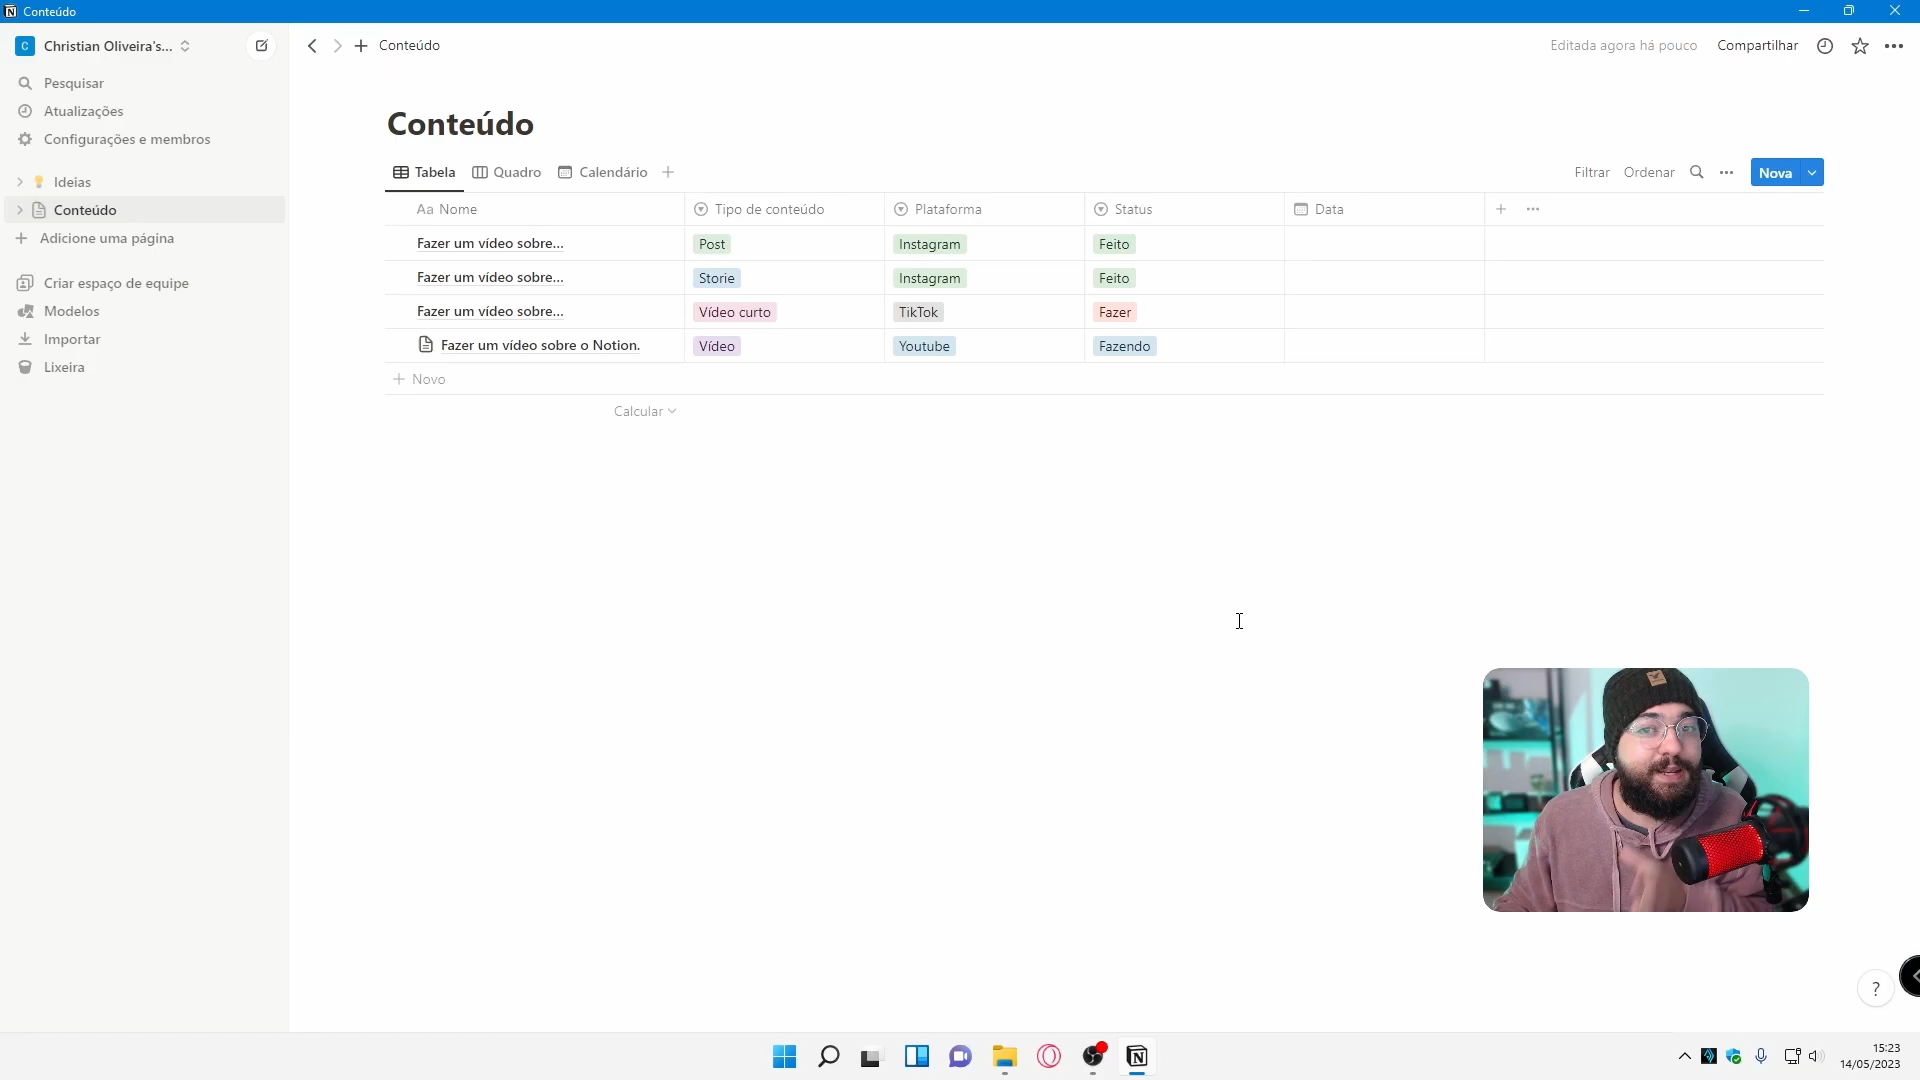 Conteúdo
Christian Oliveira's...
Conteúdo
Editada agora há pouco
Compartilhar
Pesquisar
Atualizações
Configurações e membros
Ideias
Conteúdo
Adicione uma página
Criar espaço de equipe
Modelos
Importar
Lixeira
Conteúdo
Tabela Quadro Calendário
Filtrar Ordenar Nova
Aa Nome Tipo de conteúdo Plataforma Status Data
Fazer um vídeo sobre... Post Instagram Feito
Fazer um vídeo sobre... Storie Instagram Feito
Fazer um vídeo sobre... Vídeo curto TikTok Fazer
Fazer um vídeo sobre o Notion. Vídeo Youtube Fazendo
Novo
Calcular
?
15:23
14/05/2023